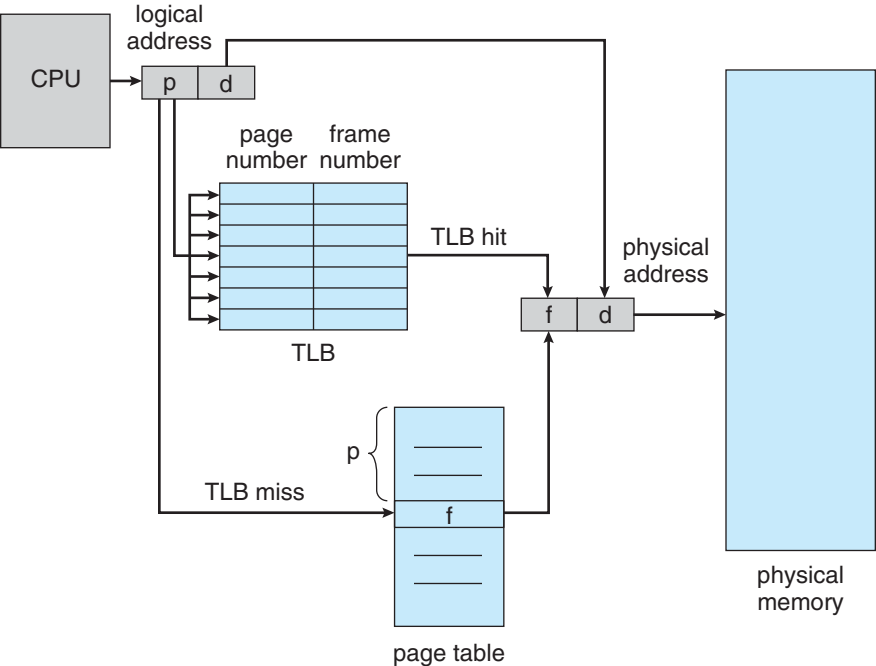 logical
address
CPU
p
d
page
number
frame
number
TLB hit
TLB
physical
address
f
d
p
TLB miss
f
page table
physical
memory